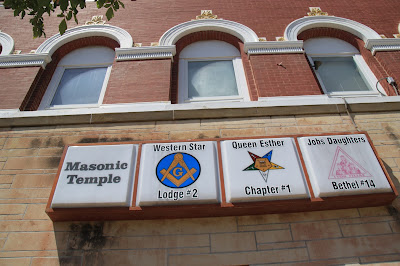 Masonic
Temple
Western Star
G
Lodge #2
Queen Esther
Chapter #1
Jobs Daughters
Bethel #14